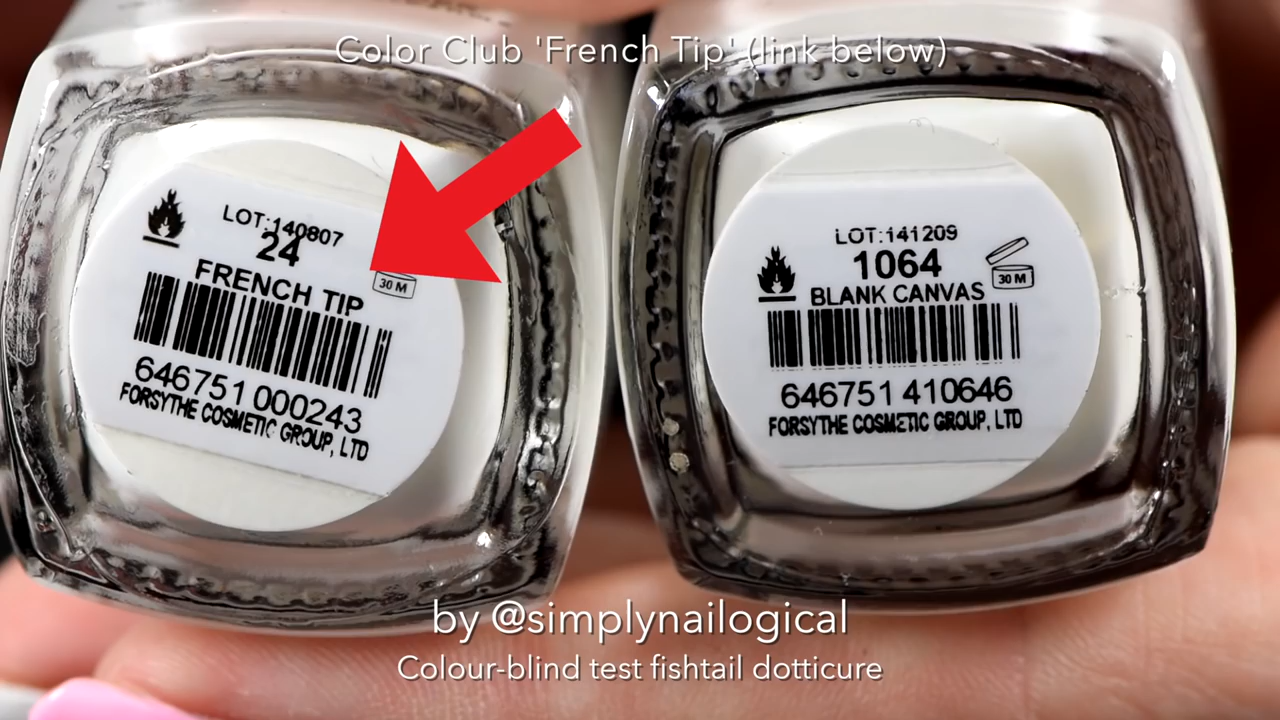 Color Club 'French Tip' (link below)
LOT:140807
24
FRENCH TIP
30 M
646751 000243
FORSYTHE COSMETIC GROUP, LTD
LOT:141209
1064
30 M
BLANK CANVAS
646751 410646
FORSYTHE COSMETIC GROUP, LTD
by @simplynailogical
Colour-blind test fishtail dotticure